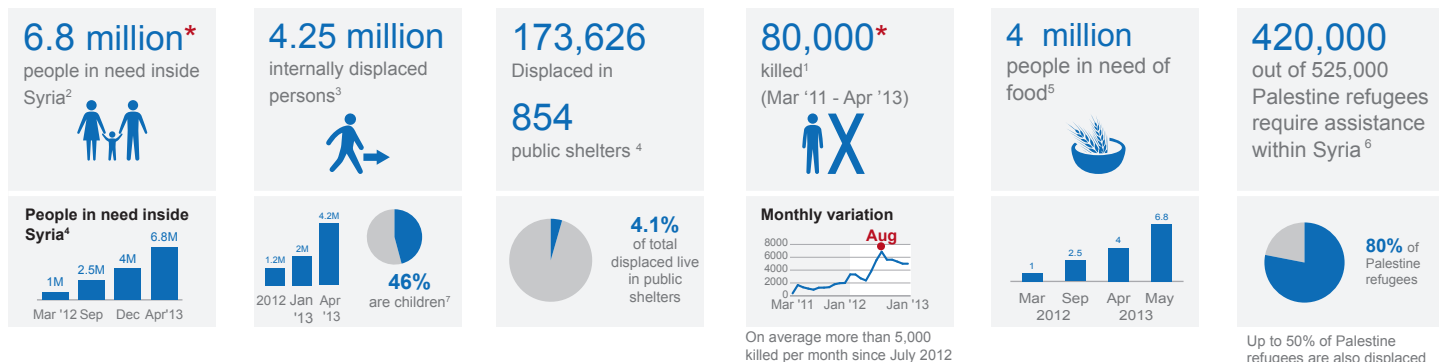 6.8 million*
people in need inside
Syria2
People in need inside
Syria4
1M
2.5M
4M
6.8M
Mar '12 Sep Dec Apr'13
4.25 million
internally displaced
persons3
1.2M
2M
4.2M
2012 Jan Apr
'13 '13
46%
are children7
173,626
Displaced in
854
public shelters 4
4.1%
of total
displaced live
in public
shelters
80,000*
killed1
(Mar '11 - Apr '13)
Monthly variation
Aug
8000
6000
4000
2000
0
Mar '11 Jan '12 Jan '13
On average more than 5,000
killed per month since July 2012
4 million
people in need of
food5
1
2.5
4
6.8
Mar Sep Apr May
2012 2013
420,000
out of 525,000
Palestine refugees
require assistance
within Syria 6
80% of
Palestine
refugees
Up to 50% of Palestine
refugees are also displaced